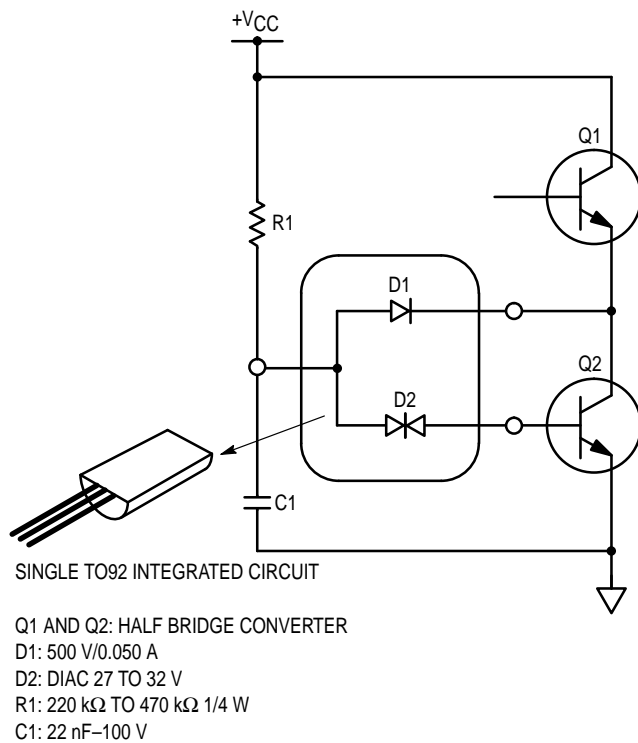 +VCC
Q1
R1
D1
Q2
D2
C1
SINGLE TO92 INTEGRATED CIRCUIT
Q1 AND Q2: HALF BRIDGE CONVERTER
D1: 500 V/0.050 A
D2: DIAC 27 TO 32 V
R1: 220 kΩ TO 470 kΩ 1/4 W
C1: 22 nF–100 V